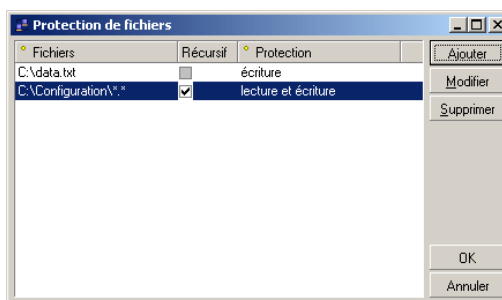 Protection de fichiers
Fichiers Récursif Protection Ajouter
C:\data.txt écriture Modifier
C:\Configuration\*.* lecture et écriture
Supprimer
OK
Annuler